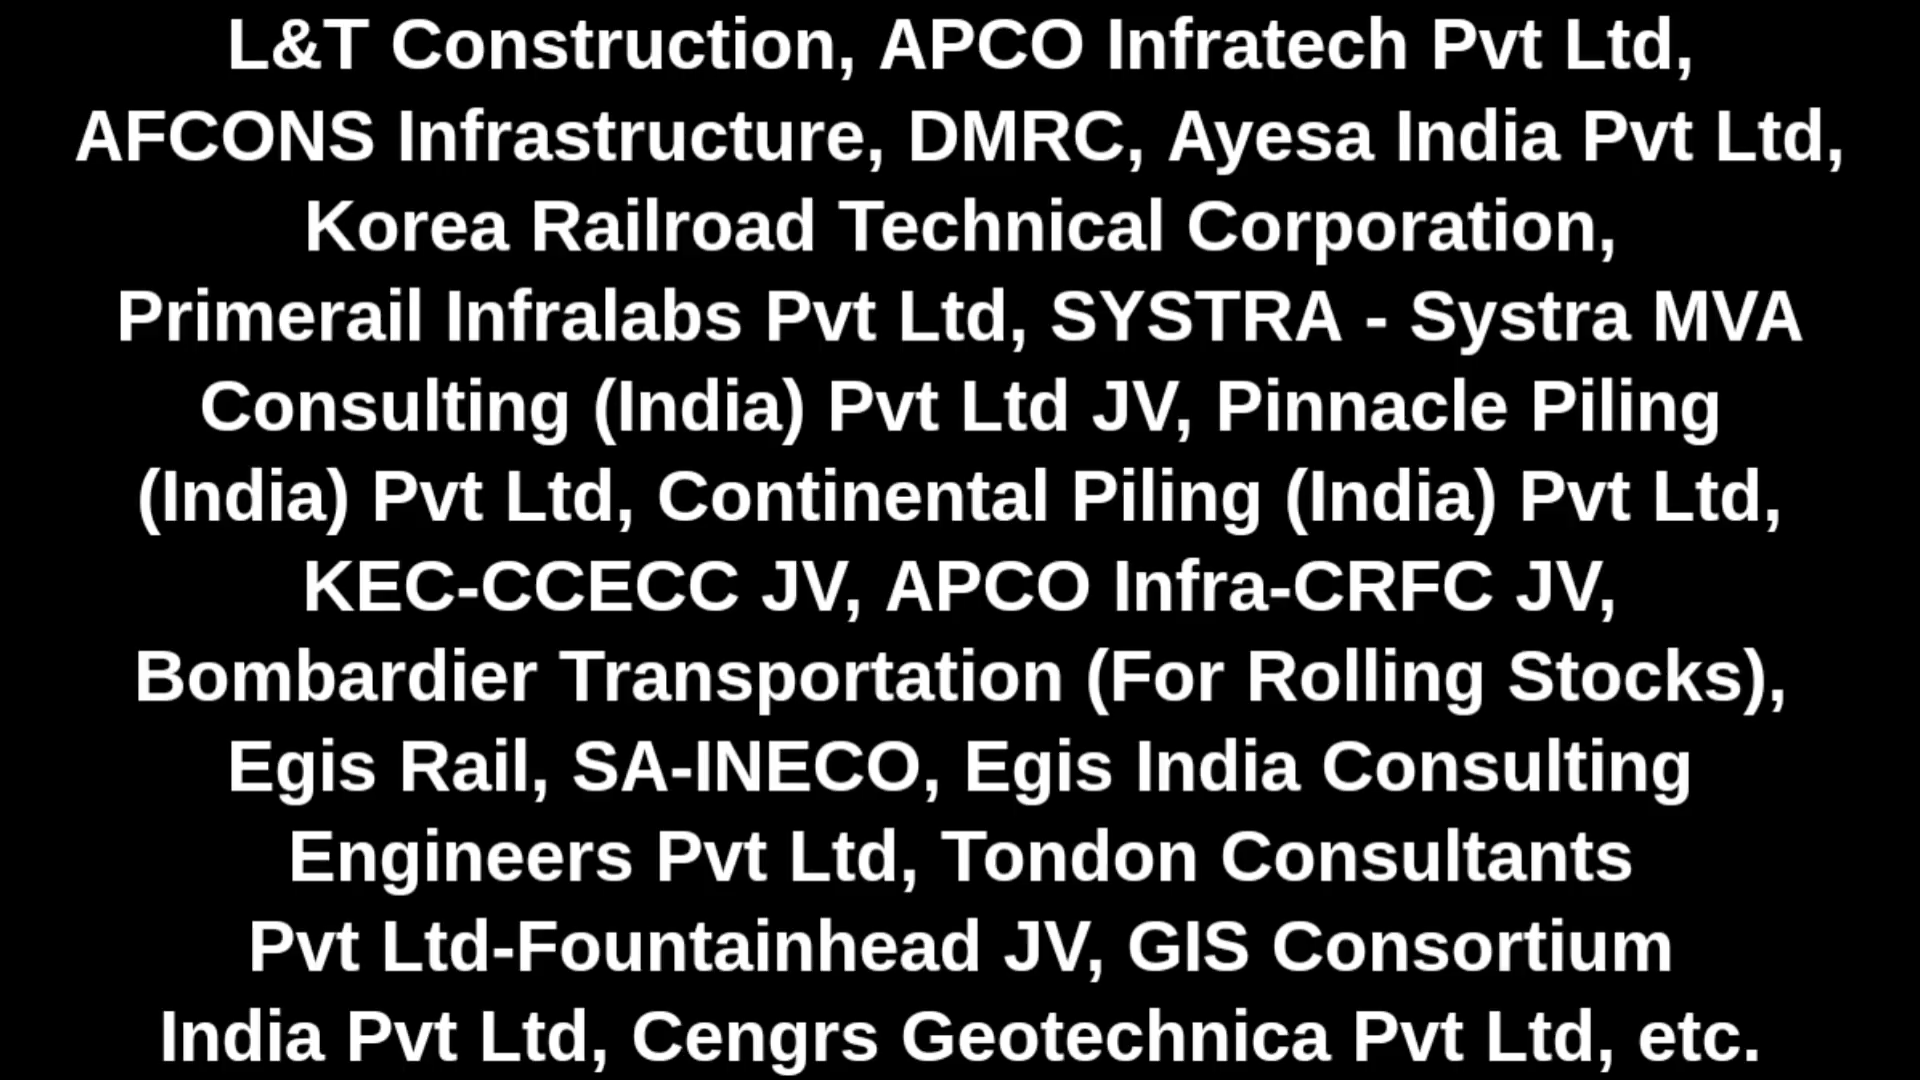 L&T Construction, APCO Infratech Pvt Ltd,
AFCONS Infrastructure, DMRC, Ayesa India Pvt Ltd,
Korea Railroad Technical Corporation,
Primerail Infralabs Pvt Ltd, SYSTRA - Systra MVA
Consulting (India) Pvt Ltd JV, Pinnacle Piling
(India) Pvt Ltd, Continental Piling (India) Pvt Ltd,
KEC-CCECC JV, APCO Infra-CRFC JV,
Bombardier Transportation (For Rolling Stocks),
Egis Rail, SA-INECO, Egis India Consulting
Engineers Pvt Ltd, Tondon Consultants
Pvt Ltd-Fountainhead JV, GIS Consortium
India Pvt Ltd, Cengrs Geotechnica Pvt Ltd, etc.